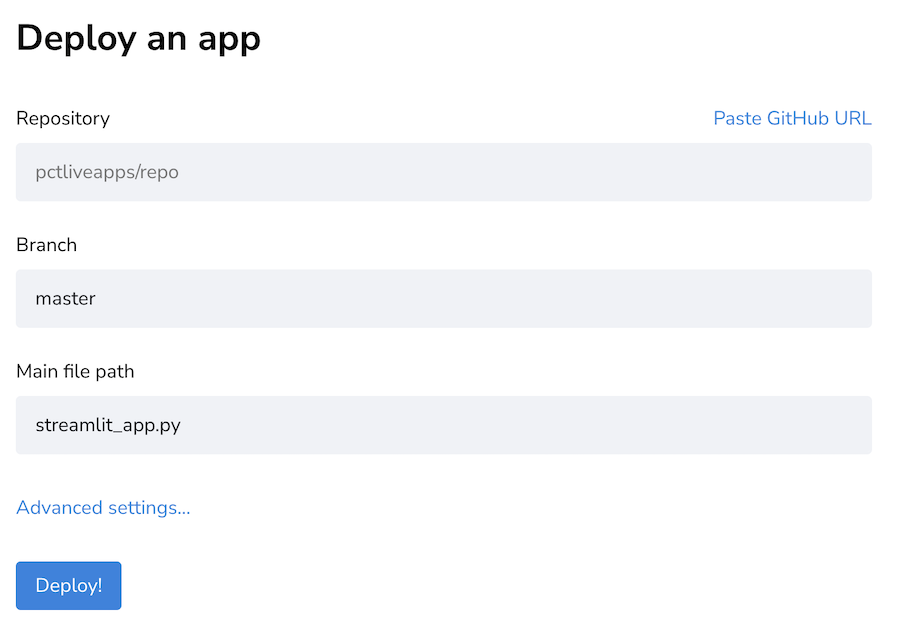 Deploy an app
Repository
Paste GitHub URL
pctliveapps/repo
Branch
master
Main file path
streamlit_app.py
Advanced settings...
Deploy!